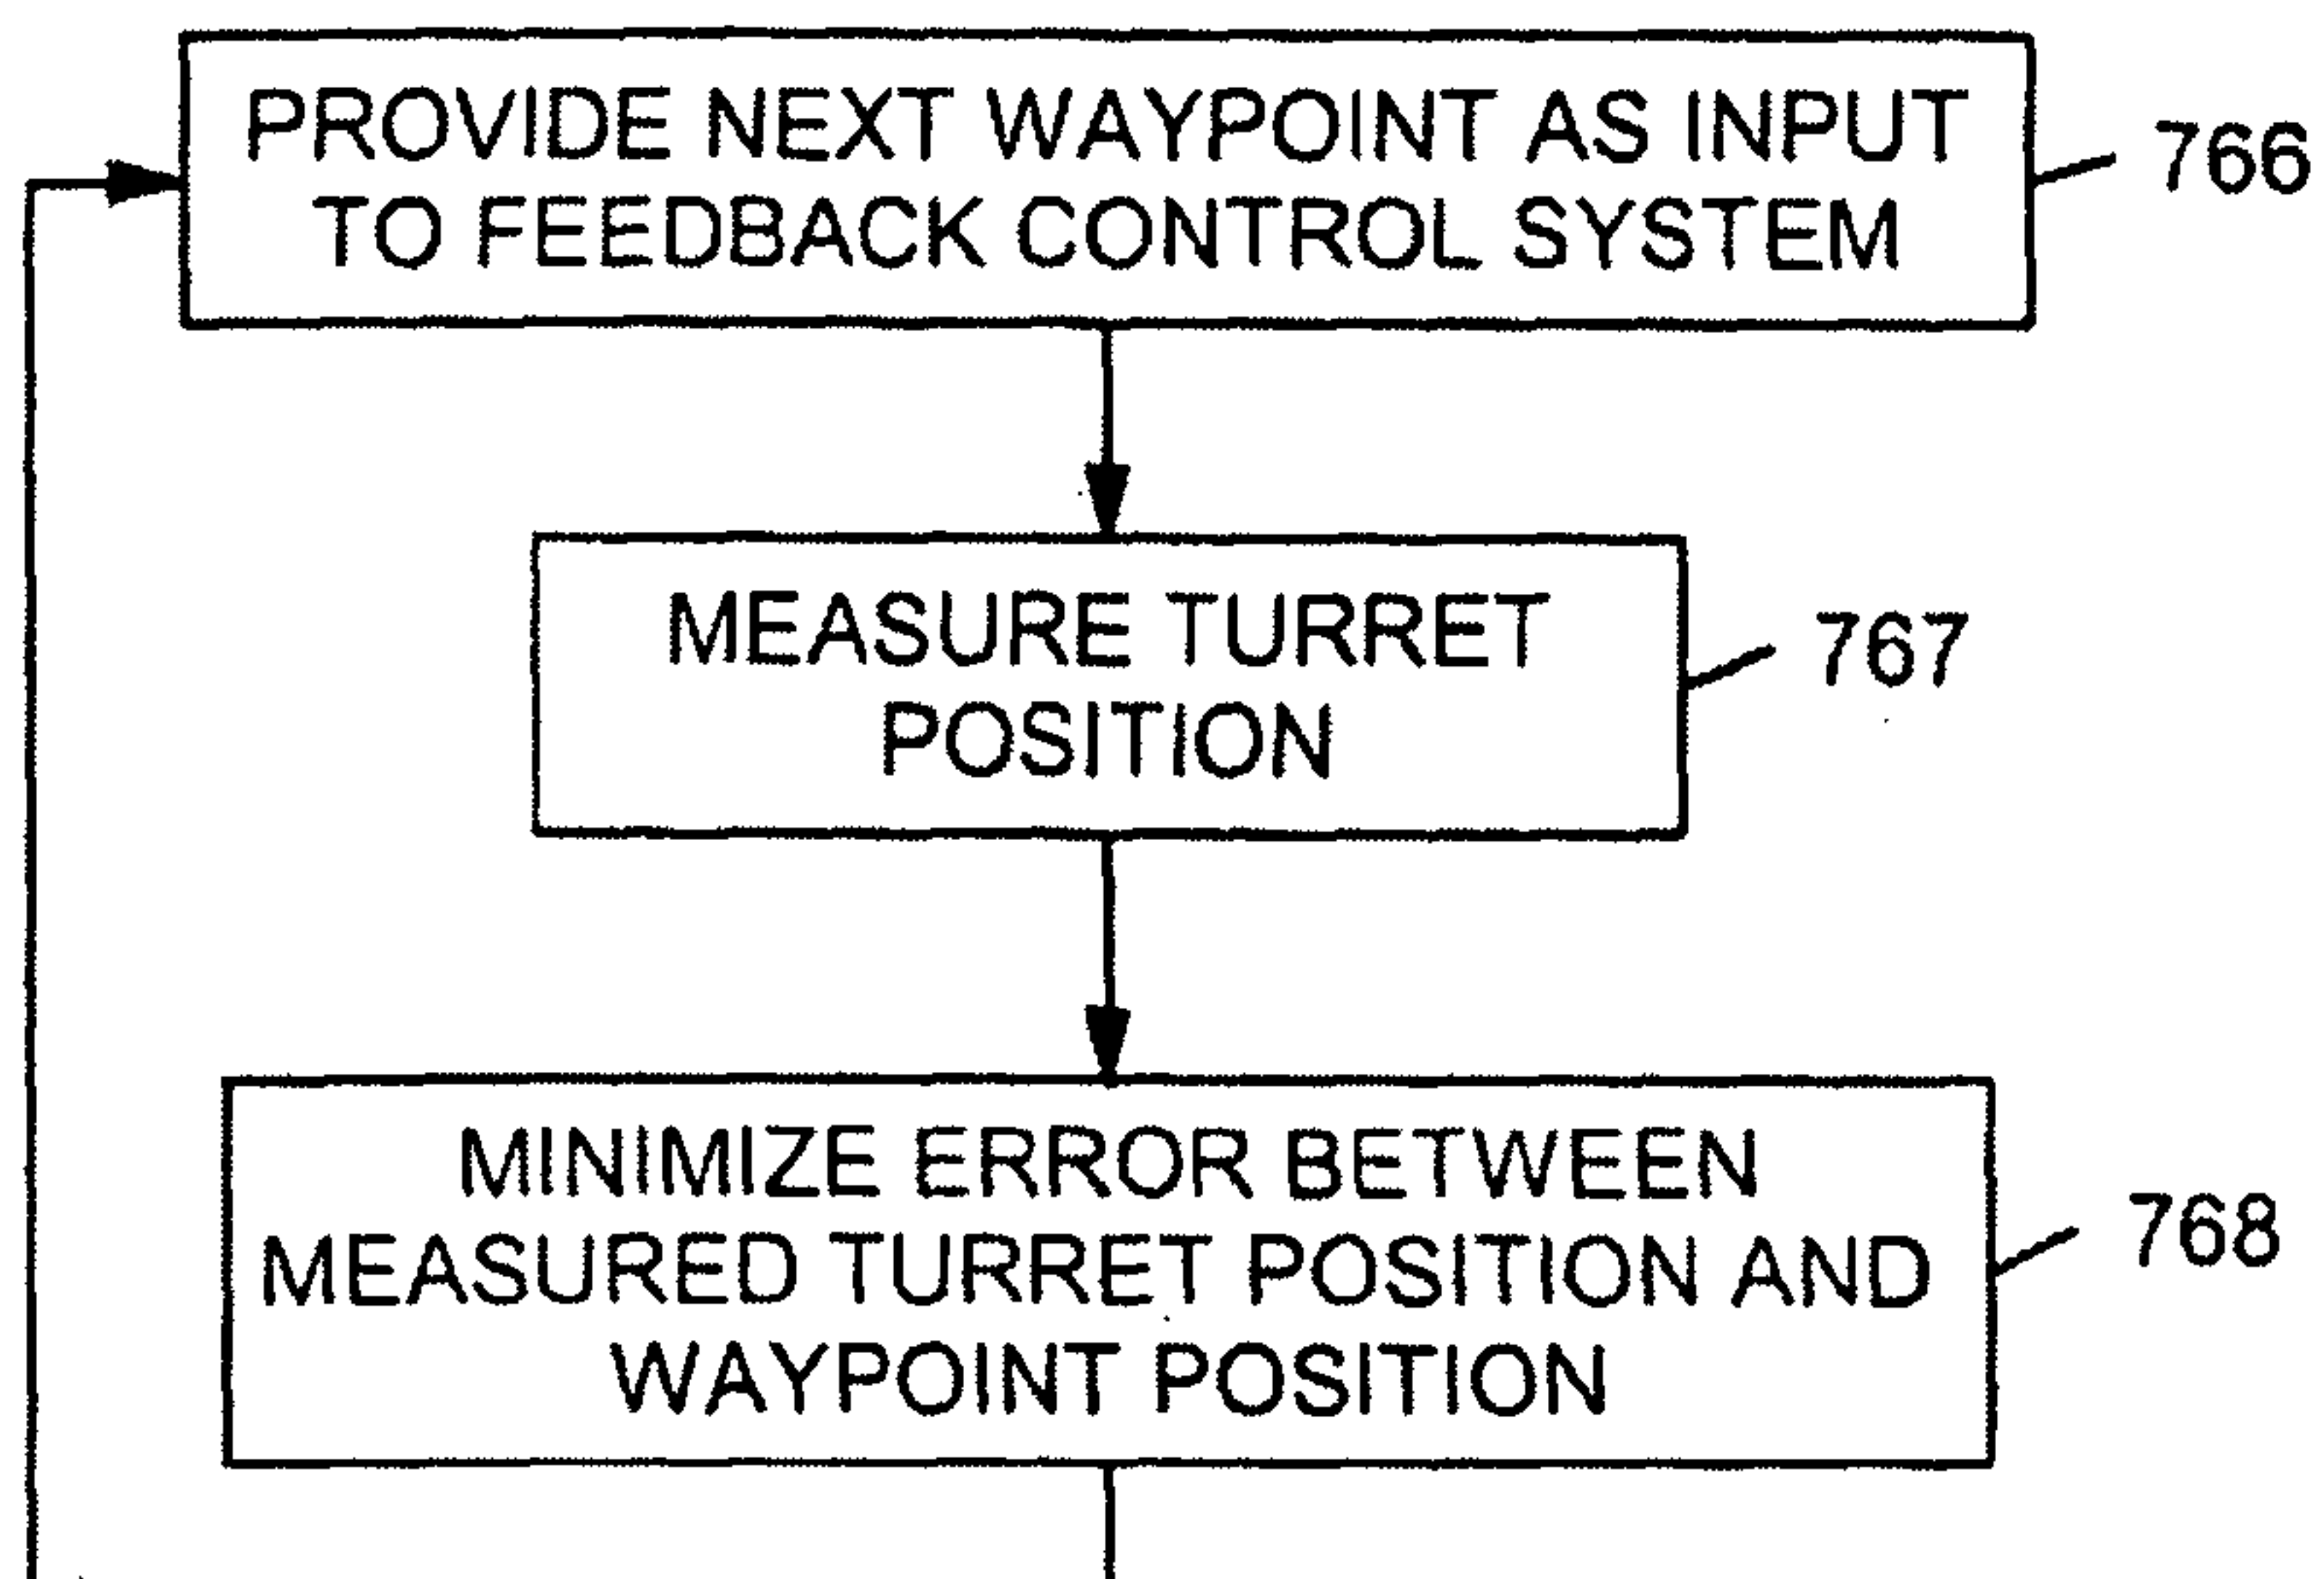 PROVIDE NEXT WAYPOINT AS INPUT
TO FEEDBACK CONTROL SYSTEM
766
MEASURE TURRET
POSITION
767
MINIMIZE ERROR BETWEEN
MEASURED TURRET POSITION AND
WAYPOINT POSITION
768